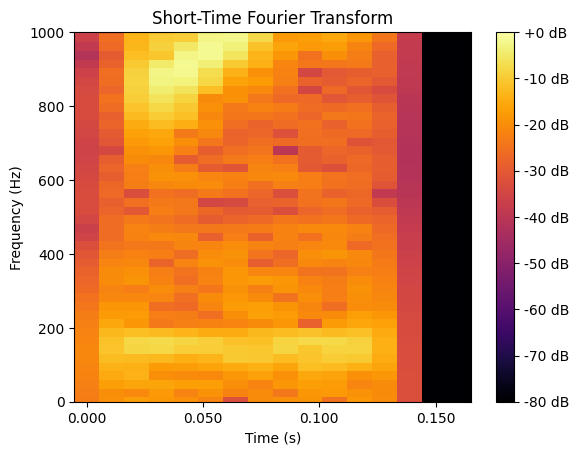 Short-Time Fourier Transform
1000
800
600
400
200
0
Frequency (Hz)
0.000
0.050
0.100
0.150
Time (s)
+0 dB
-10 dB
-20 dB
-30 dB
-40 dB
-50 dB
-60 dB
-70 dB
-80 dB